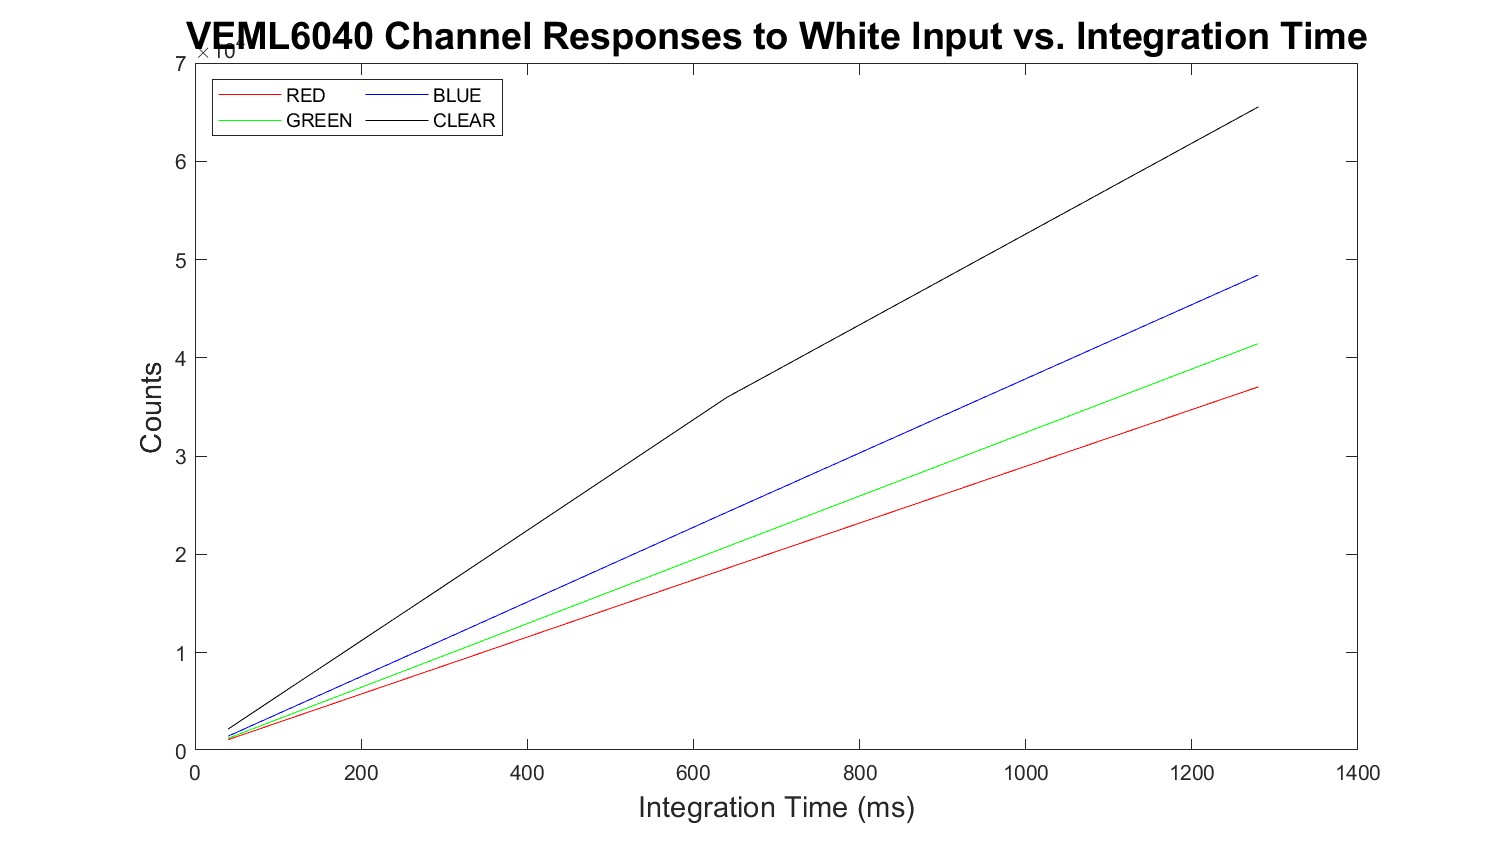 VEML6040 Channel Responses to White Input vs. Integration Time
×10⁴
7
RED BLUE
GREEN CLEAR
6
5
4
Counts
3
2
1
0
0 200 400 600 800 1000 1200 1400
Integration Time (ms)